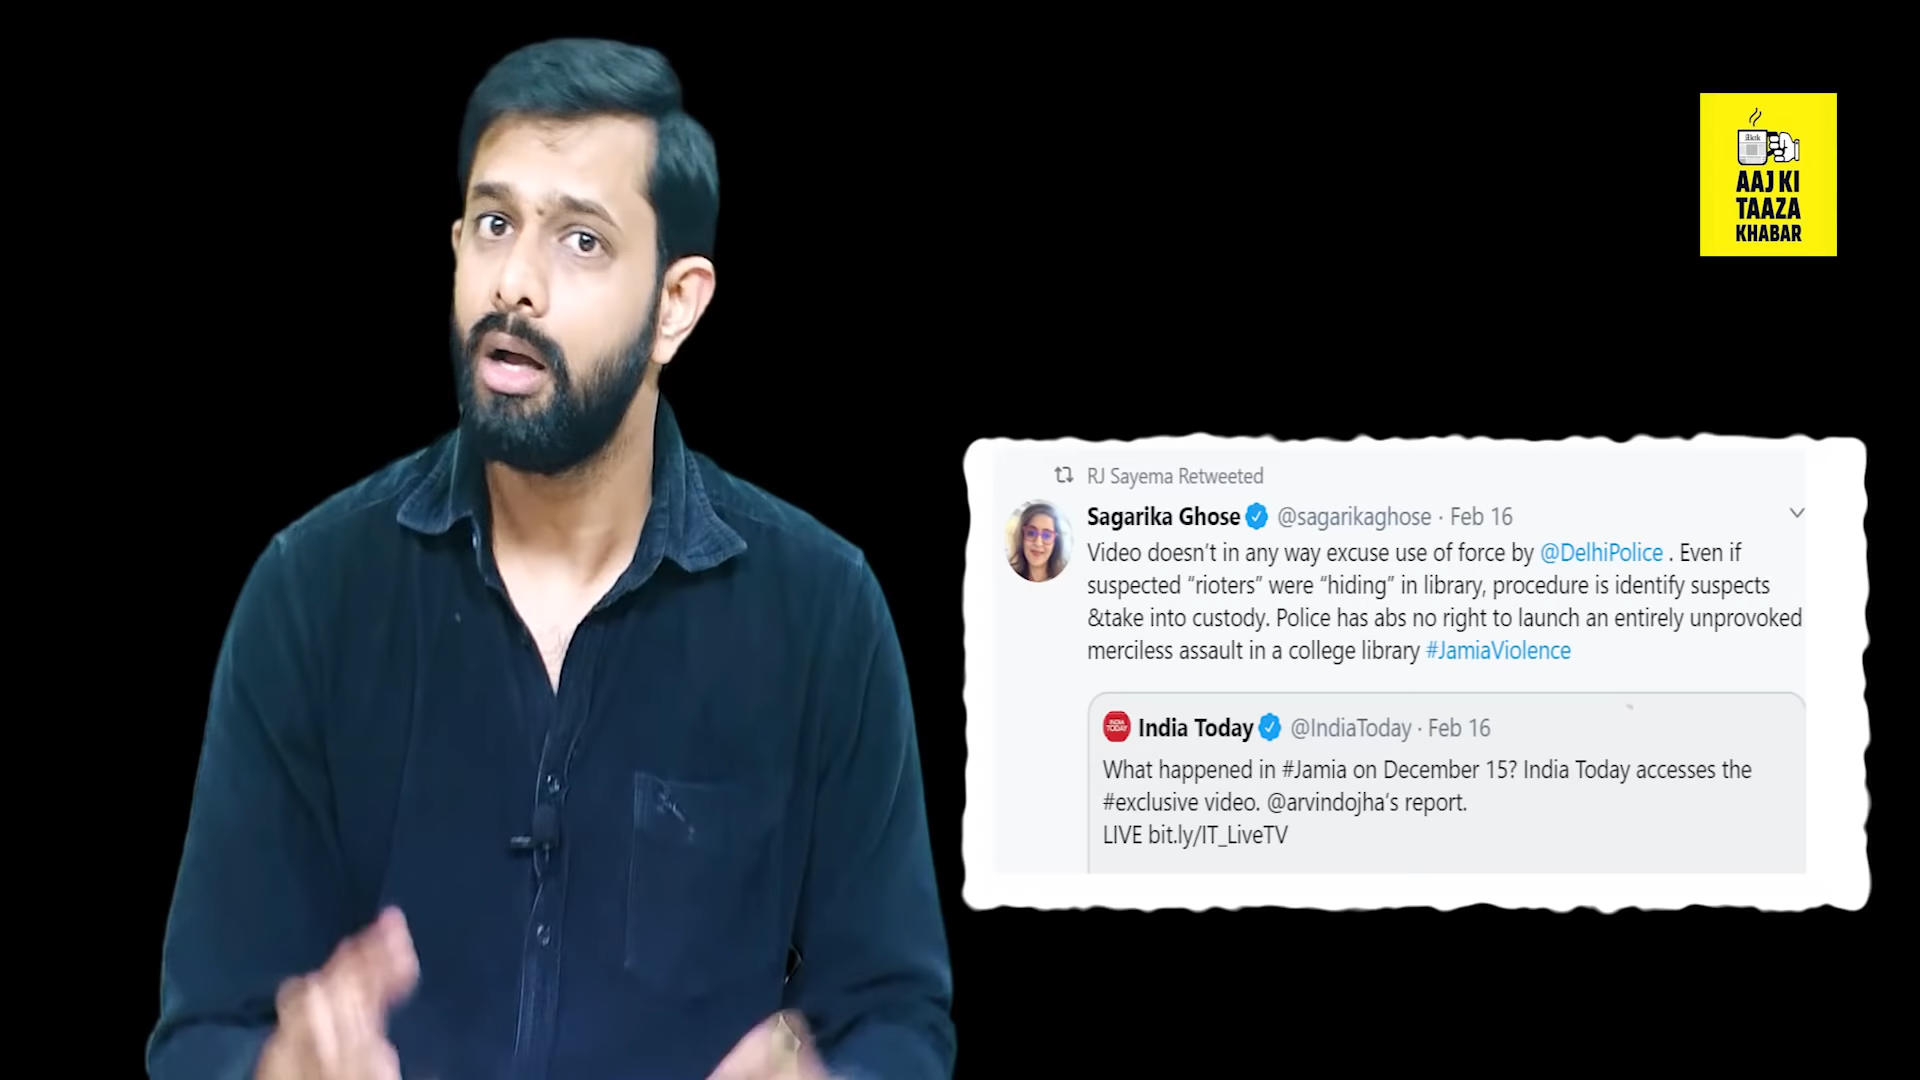 Aktk
AAJ KI
TAAZA
KHABAR
RJ Sayema Retweeted
Sagarika Ghose @sagarikaghose · Feb 16
Video doesn't in any way excuse use of force by @DelhiPolice . Even if
suspected “rioters” were “hiding” in library, procedure is identify suspects
&take into custody. Police has abs no right to launch an entirely unprovoked
merciless assault in a college library #JamiaViolence
INDIA
TODAY
India Today @IndiaToday · Feb 16
What happened in #Jamia on December 15? India Today accesses the
#exclusive video. @arvindojha's report.
LIVE bit.ly/IT_LiveTV